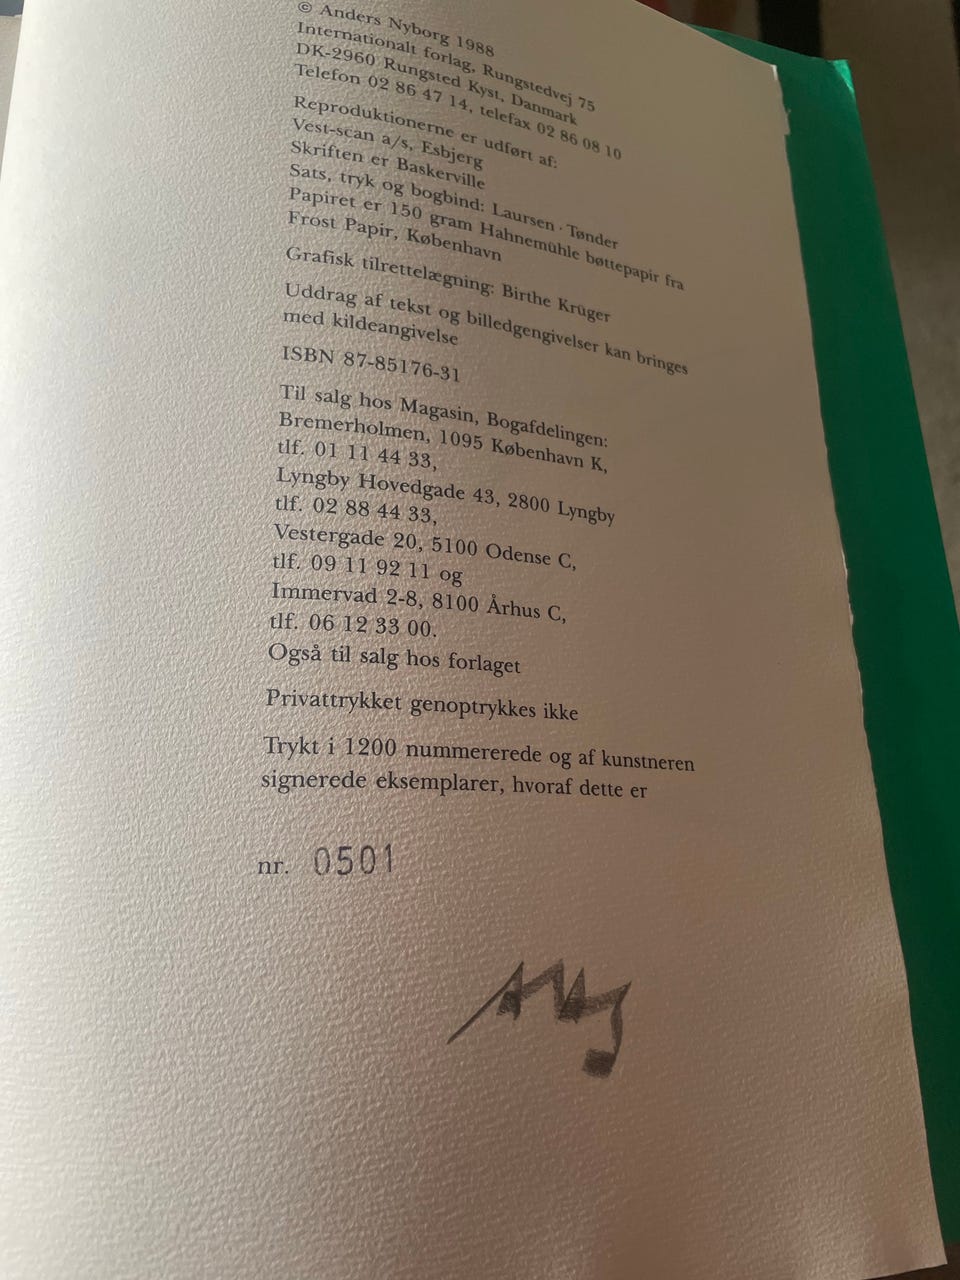 © Anders Nyborg 1988
Internationalt forlag, Rungstedvej 75
DK-2960 Rungsted Kyst, Danmark
Telefon 02 86 47 14, telefax 02 86 08 10
Reproduktionerne er udført af:
Vest-scan a/s, Esbjerg
Skriften er Baskerville
Sats, tryk og bogbind: Laursen · Tønder
Papiret er 150 gram Hahnemühle bøttepapir fra
Frost Papir, København
Grafisk tilrettelægning: Birthe Krüger
Uddrag af tekst og billedgengivelser kan bringes
med kildeangivelse
ISBN 87-85176-31
Til salg hos Magasin, Bogafdelingen:
Bremerholmen, 1095 København K,
tlf. 01 11 44 33,
Lyngby Hovedgade 43, 2800 Lyngby
tlf. 02 88 44 33,
Vestergade 20, 5100 Odense C,
tlf. 09 11 92 11 og
Immervad 2-8, 8100 Århus C,
tlf. 06 12 33 00.
Også til salg hos forlaget
Privattrykket genoptrykkes ikke
Trykt i 1200 nummererede og af kunstneren
signerede eksemplarer, hvoraf dette er
nr. 0501